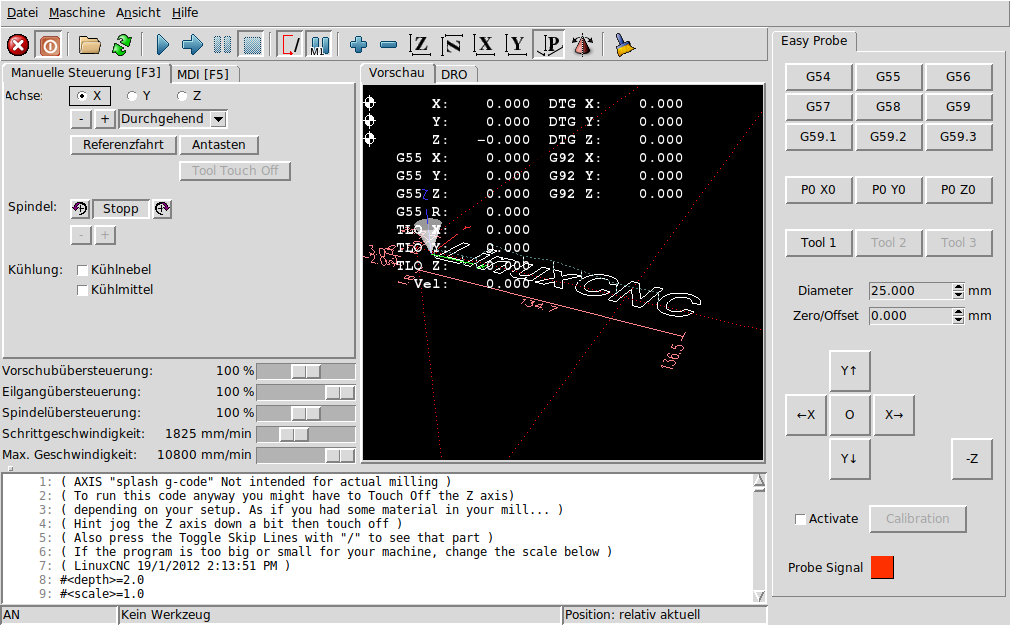 Datei Maschine Ansicht Hilfe
Manuelle Steuerung [F3] MDI [F5]
Achse: X Y Z
- + Durchgehend
Referenzfahrt Antasten
Tool Touch Off
Spindel: Stopp
- +
Kühlung: Kühlnebel
Kühlmittel
Vorschubübersteuerung: 100 %
Eilgangübersteuerung: 100 %
Spindelübersteuerung: 100 %
Schrittgeschwindigkeit: 1825 mm/min
Max. Geschwindigkeit: 10800 mm/min
Z N X Y P
M1
Vorschau DRO
X: 0.000 DTG X: 0.000
Y: 0.000 DTG Y: 0.000
Z: -0.000 DTG Z: 0.000
G55 X: 0.000 G92 X: 0.000
G55 Y: 0.000 G92 Y: 0.000
G55 Z: 0.000 G92 Z: 0.000
G55 R: 0.000
TLO X: 0.000
TLO Y: 0.000
TLO Z: 0.000
Vel: 0.000
LinuxCNC
134.7
136.5
Easy Probe
G54 G55 G56
G57 G58 G59
G59.1 G59.2 G59.3
P0 X0 P0 Y0 P0 Z0
Tool 1 Tool 2 Tool 3
Diameter 25.000 mm
Zero/Offset 0.000 mm
Y↑
←X O X→
Y↓ -Z
Activate Calibration
Probe Signal
1: ( AXIS "splash g-code" Not intended for actual milling )
2: ( To run this code anyway you might have to Touch Off the Z axis)
3: ( depending on your setup. As if you had some material in your mill... )
4: ( Hint jog the Z axis down a bit then touch off )
5: ( Also press the Toggle Skip Lines with "/" to see that part )
6: ( If the program is too big or small for your machine, change the scale below )
7: ( LinuxCNC 19/1/2012 2:13:51 PM )
8: #<depth>=2.0
9: #<scale>=1.0
AN Kein Werkzeug Position: relativ aktuell